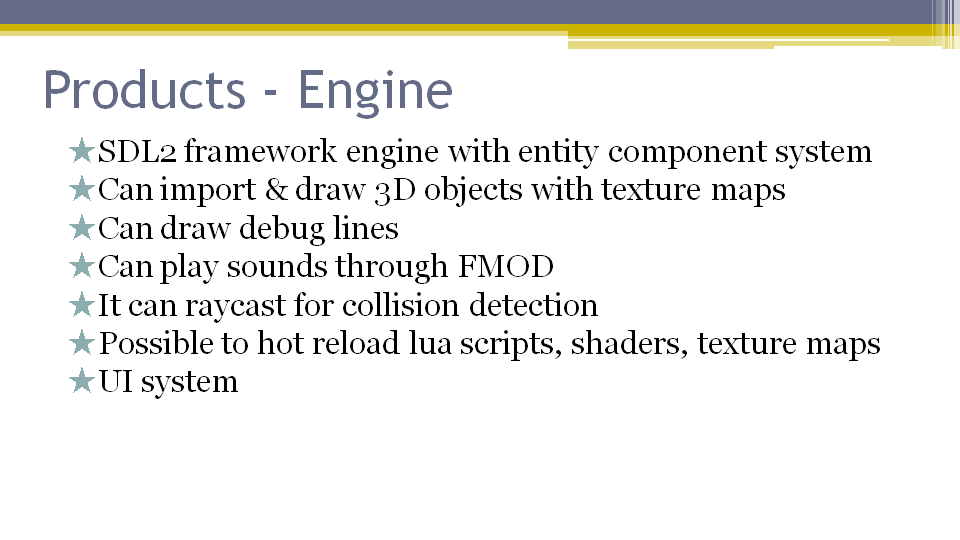 Products - Engine
★SDL2 framework engine with entity component system
★Can import & draw 3D objects with texture maps
★Can draw debug lines
★Can play sounds through FMOD
★It can raycast for collision detection
★Possible to hot reload lua scripts, shaders, texture maps
★UI system